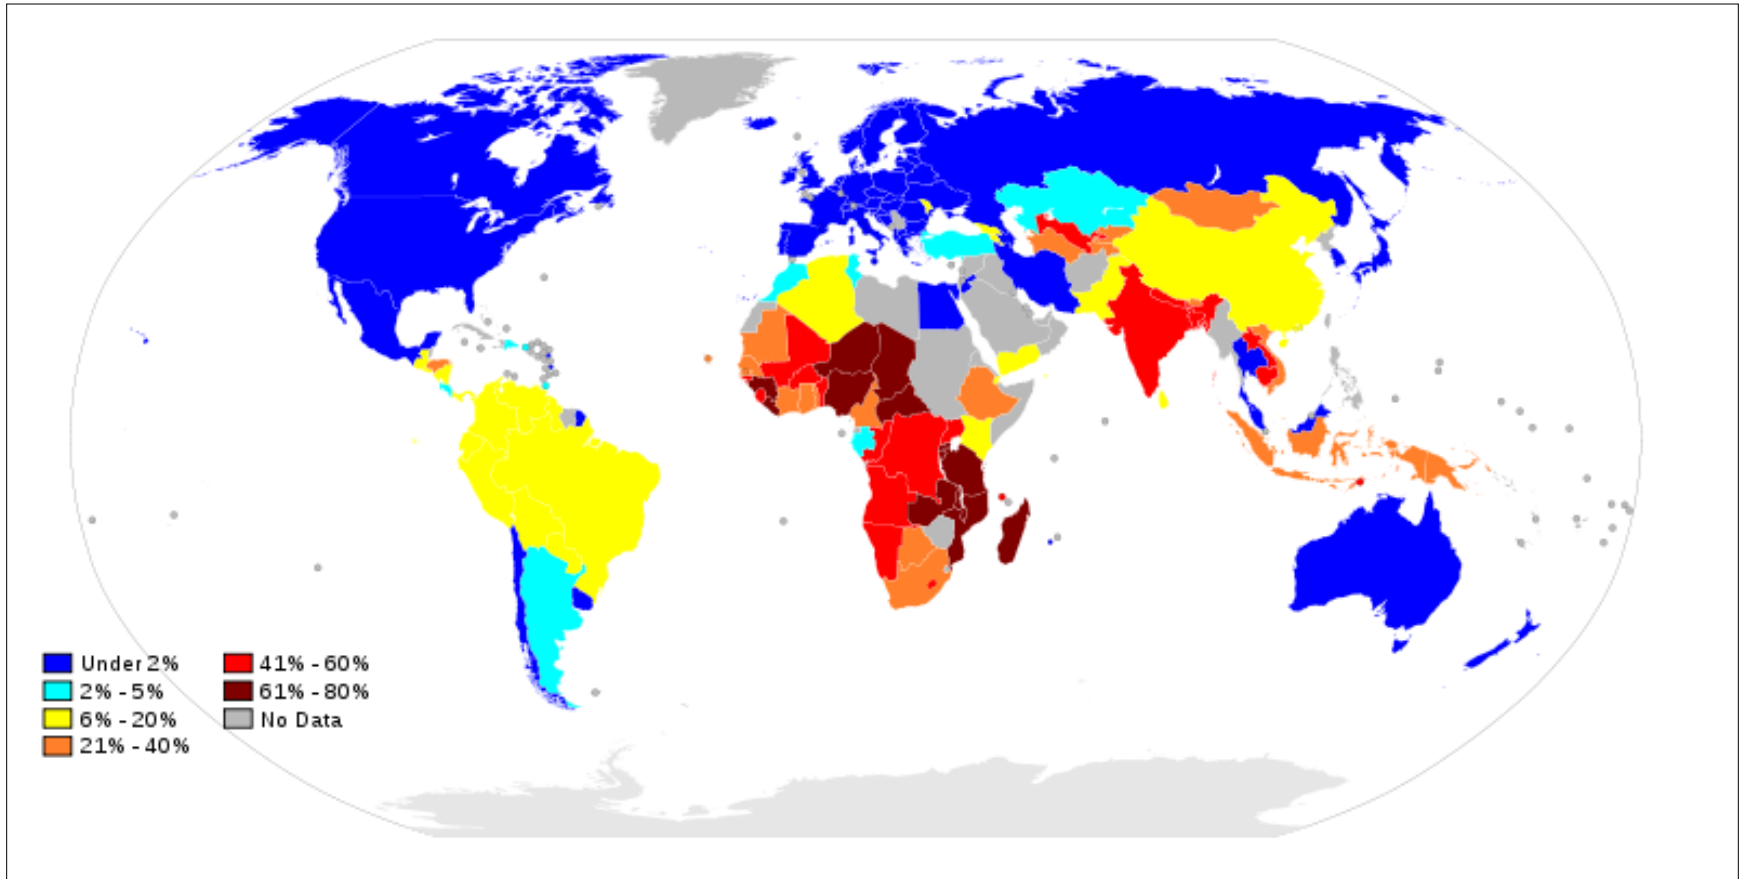 Under 2%
2% - 5%
6% - 20%
21% - 40%
41% - 60%
61% - 80%
No Data